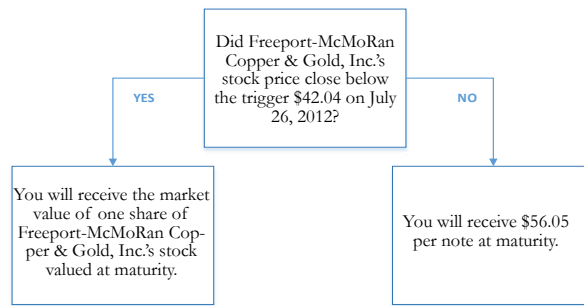 Did Freeport-McMoRan
Copper & Gold, Inc.'s
stock price close below
the trigger $42.04 on July
26, 2012?
YES
NO
You will receive the market
value of one share of
Freeport-McMoRan Cop-
per & Gold, Inc.'s stock
valued at maturity.
You will receive $56.05
per note at maturity.